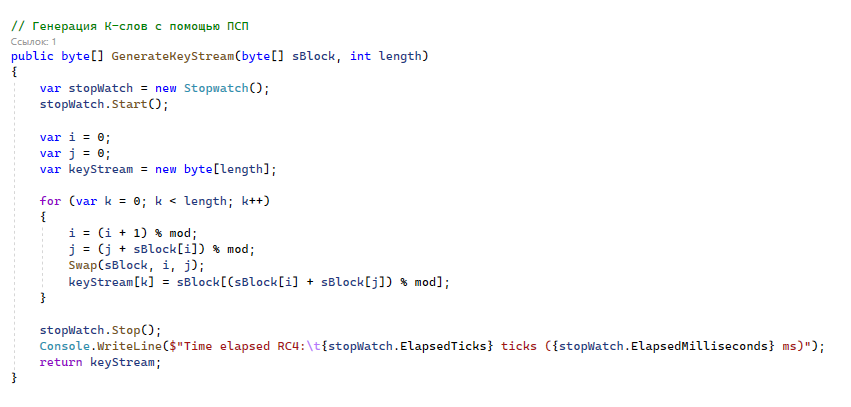 // Генерация К-слов с помощью ПСП
Ссылок: 1
public byte[] GenerateKeyStream(byte[] sBlock, int length)
{
    var stopWatch = new Stopwatch();
    stopWatch.Start();

    var i = 0;
    var j = 0;
    var keyStream = new byte[length];

    for (var k = 0; k < length; k++)
    {
        i = (i + 1) % mod;
        j = (j + sBlock[i]) % mod;
        Swap(sBlock, i, j);
        keyStream[k] = sBlock[(sBlock[i] + sBlock[j]) % mod];
    }

    stopWatch.Stop();
    Console.WriteLine($"Time elapsed RC4:\t{stopWatch.ElapsedTicks} ticks ({stopWatch.ElapsedMilliseconds} ms)");
    return keyStream;
}